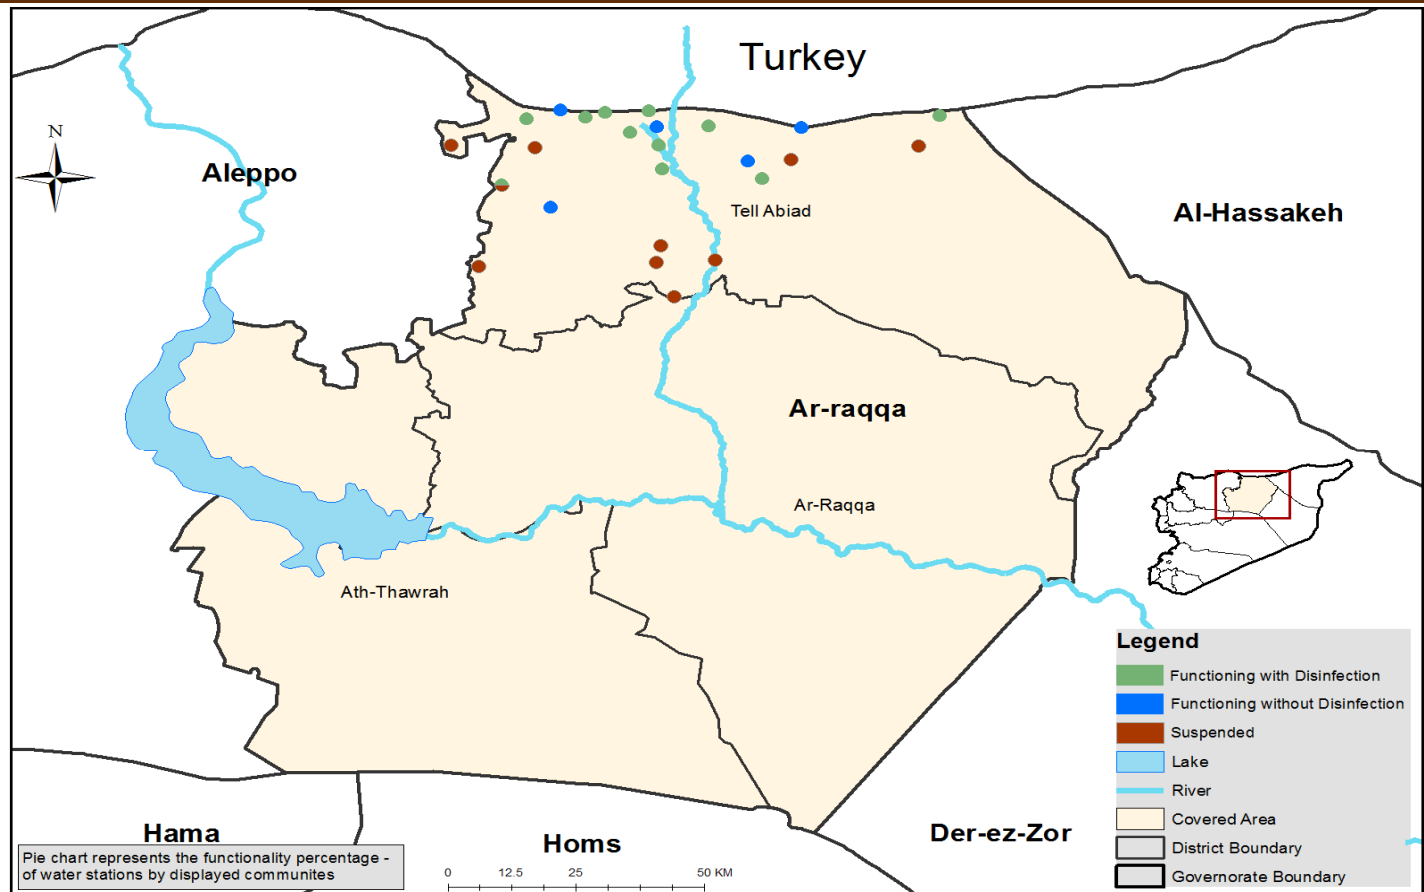 Turkey
N
Aleppo
Tell Abiad
Al-Hassakeh
Ar-raqqa
Ar-Raqqa
Ath-Thawrah
Legend
Functioning with Disinfection
Functioning without Disinfection
Suspended
Lake
River
Covered Area
District Boundary
Governorate Boundary
Hama
Homs
Der-ez-Zor
Pie chart represents the functionality percentage -
of water stations by displayed communites
0 12.5 25 50 KM